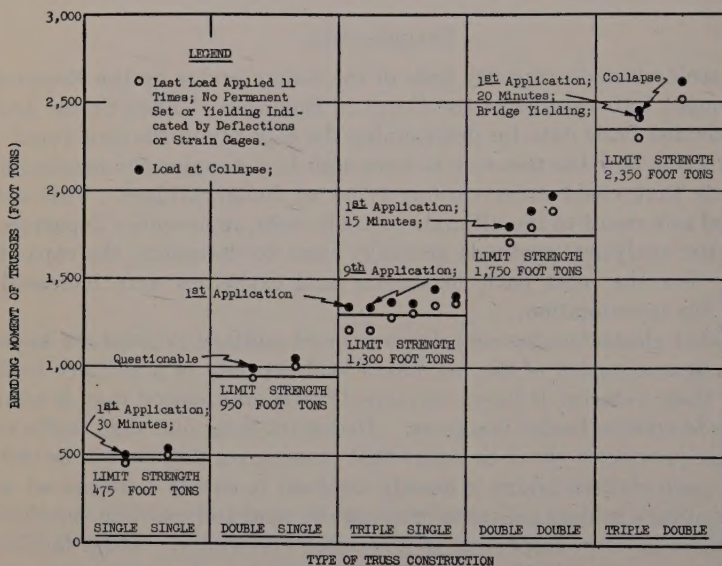 3,000
2,500
2,000
1,500
1,000
500
0
BENDING MOMENT OF TRUSSES (FOOT TONS)
LEGEND
Last Load Applied 11
Times; No Permanent
Set or Yielding Indi-
cated by Deflections
or Strain Gages.
Load at Collapse;
1st Application;
30 Minutes;
LIMIT STRENGTH
475 FOOT TONS
SINGLE SINGLE
Questionable
LIMIT STRENGTH
950 FOOT TONS
DOUBLE SINGLE
1st Application
9th Application;
LIMIT STRENGTH
1,300 FOOT TONS
TRIPLE SINGLE
1st Application;
15 Minutes;
LIMIT STRENGTH
1,750 FOOT TONS
DOUBLE DOUBLE
1st Application;
20 Minutes;
Bridge Yielding;
Collapse
LIMIT STRENGTH
2,350 FOOT TONS
TRIPLE DOUBLE
TYPE OF TRUSS CONSTRUCTION